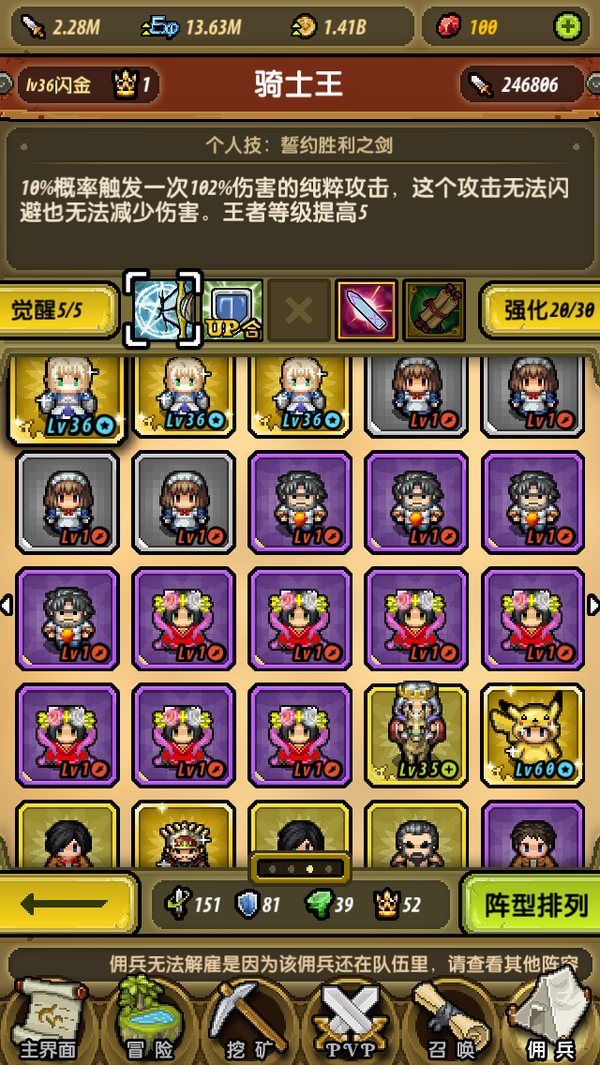 2.28M Exp 13.63M 1.41B 100
lv36闪金 1 骑士王 246806
个人技：誓约胜利之剑
10%概率触发一次102%伤害的纯粹攻击，这个攻击无法闪
避也无法减少伤害。王者等级提高5
觉醒5/5 UP合 强化20/30
Lv36 Lv36 Lv36 Lv1 Lv1
Lv1 Lv1 Lv1 Lv1 Lv1
Lv1 Lv1 Lv1 Lv1 Lv1
Lv1 Lv1 Lv1 Lv35 Lv60
151 81 39 52 阵型排列
佣兵无法解雇是因为该佣兵还在队伍里，请查看其他阵容
主界面 冒险 挖矿 PVP 召唤 佣兵